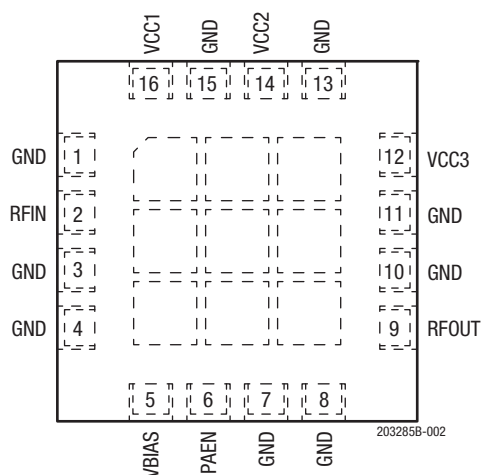 VCC1
GND
VCC2
GND
16
15
14
13
GND
1
12
VCC3
RFIN
2
11
GND
GND
3
10
GND
GND
4
9
RFOUT
5
6
7
8
VBIAS
PAEN
GND
GND
203285B-002